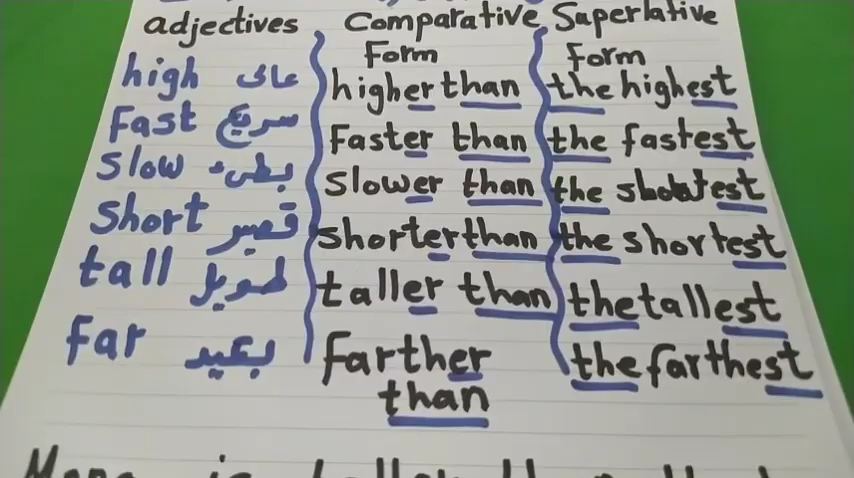 adjectives Comparative Superlative
Form Form
high عالى higher than the highest
Fast سريع Faster than the fastest
Slow بطىء Slower than the
Short قصير shorter than the shortest
tall طويل taller than the tallest
Far بعيد farther the farthest
than